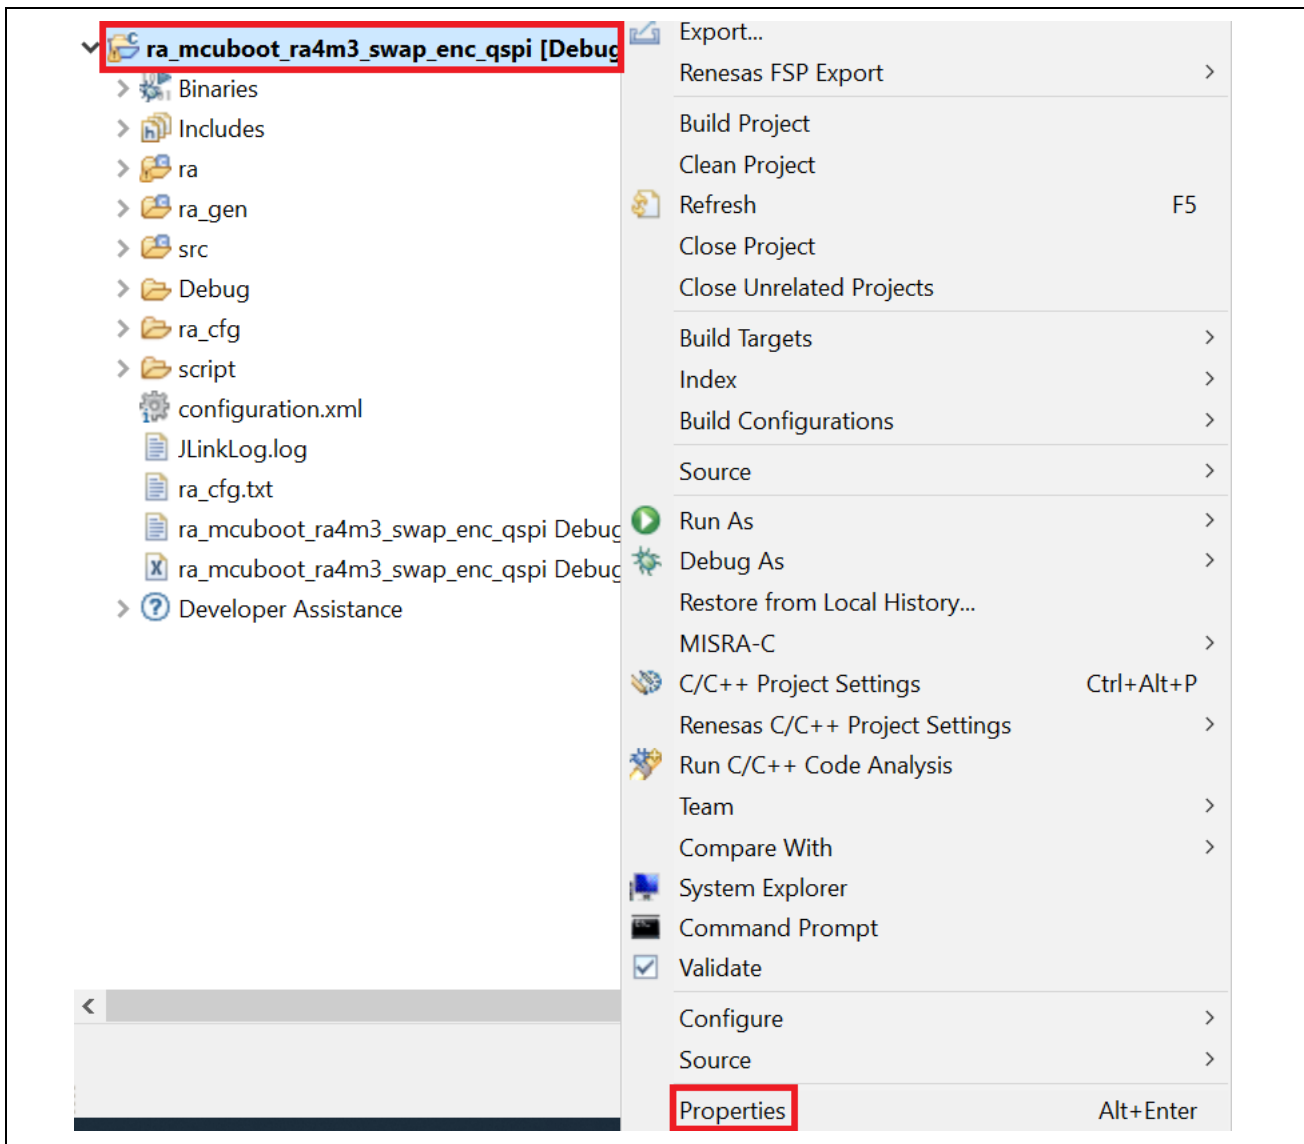 ra_mcuboot_ra4m3_swap_enc_qspi [Debug
Binaries
Includes
ra
ra_gen
src
Debug
ra_cfg
script
configuration.xml
JLinkLog.log
ra_cfg.txt
ra_mcuboot_ra4m3_swap_enc_qspi Debug
ra_mcuboot_ra4m3_swap_enc_qspi Debug
Developer Assistance
Export...
Renesas FSP Export
Build Project
Clean Project
Refresh F5
Close Project
Close Unrelated Projects
Build Targets
Index
Build Configurations
Source
Run As
Debug As
Restore from Local History...
MISRA-C
C/C++ Project Settings Ctrl+Alt+P
Renesas C/C++ Project Settings
Run C/C++ Code Analysis
Team
Compare With
System Explorer
Command Prompt
Validate
Configure
Source
Properties Alt+Enter